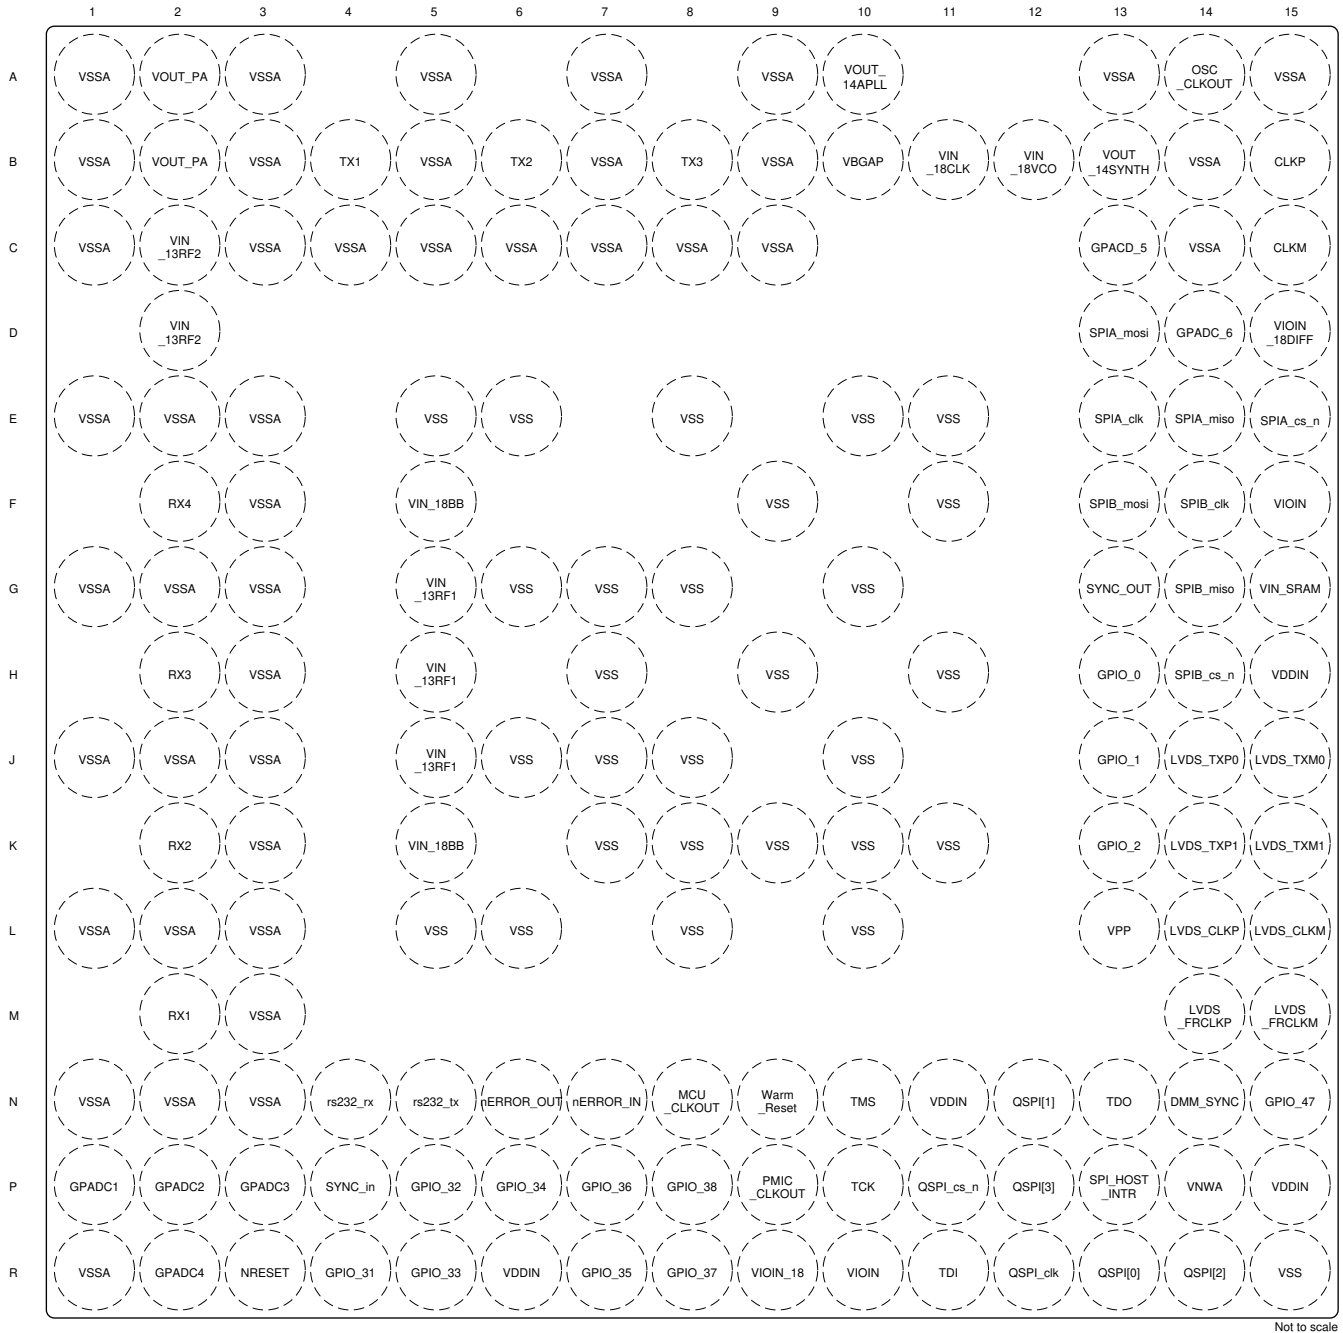 1 2 3 4 5 6 7 8 9 10 11 12 13 14 15
A VSSA VOUT_PA VSSA VSSA VSSA VSSA VOUT_
14APLL VSSA OSC
_CLKOUT VSSA
B VSSA VOUT_PA VSSA TX1 VSSA TX2 VSSA TX3 VSSA VBGAP VIN
_18CLK VIN
_18VCO VOUT
_14SYNTH VSSA CLKP
C VSSA VIN
_13RF2 VSSA VSSA VSSA VSSA VSSA VSSA VSSA GPACD_5 VSSA CLKM
D VIN
_13RF2 SPIA_mosi GPADC_6 VIOIN
_18DIFF
E VSSA VSSA VSSA VSS VSS VSS VSS VSS SPIA_clk SPIA_miso SPIA_cs_n
F RX4 VSSA VIN_18BB VSS VSS SPIB_mosi SPIB_clk VIOIN
G VSSA VSSA VSSA VIN
_13RF1 VSS VSS VSS VSS SYNC_OUT SPIB_miso VIN_SRAM
H RX3 VSSA VIN
_13RF1 VSS VSS VSS GPIO_0 SPIB_cs_n VDDIN
J VSSA VSSA VSSA VIN
_13RF1 VSS VSS VSS VSS GPIO_1 LVDS_TXP0 LVDS_TXM0
K RX2 VSSA VIN_18BB VSS VSS VSS VSS VSS GPIO_2 LVDS_TXP1 LVDS_TXM1
L VSSA VSSA VSSA VSS VSS VSS VSS VPP LVDS_CLKP LVDS_CLKM
M RX1 VSSA LVDS
_FRCLKP LVDS
_FRCLKM
N VSSA VSSA VSSA rs232_rx rs232_tx nERROR_OUT nERROR_IN MCU
_CLKOUT Warm
_Reset TMS VDDIN QSPI[1] TDO DMM_SYNC GPIO_47
P GPADC1 GPADC2 GPADC3 SYNC_in GPIO_32 GPIO_34 GPIO_36 GPIO_38 PMIC
_CLKOUT TCK QSPI_cs_n QSPI[3] SPI_HOST
_INTR VNWA VDDIN
R VSSA GPADC4 NRESET GPIO_31 GPIO_33 VDDIN GPIO_35 GPIO_37 VIOIN_18 VIOIN TDI QSPI_clk QSPI[0] QSPI[2] VSS
Not to scale